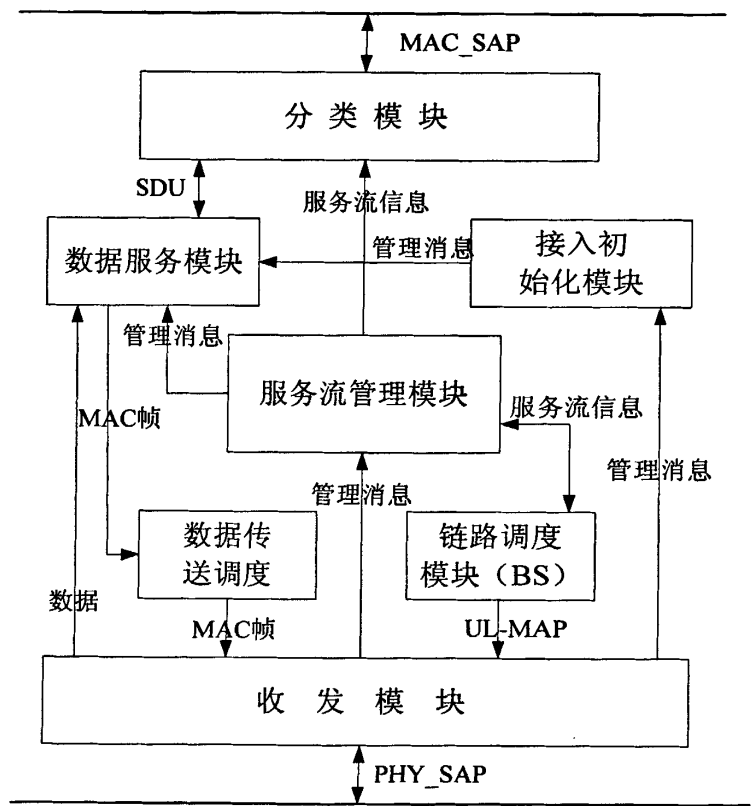 MAC_SAP
分类模块
SDU
服务流信息
数据服务模块
管理消息
接入初
始化模块
管理消息
服务流管理模块
服务流信息
MAC帧
管理消息
管理消息
数据传
送调度
链路调度
模块（BS）
数据
MAC帧
UL-MAP
收发模块
PHY_SAP